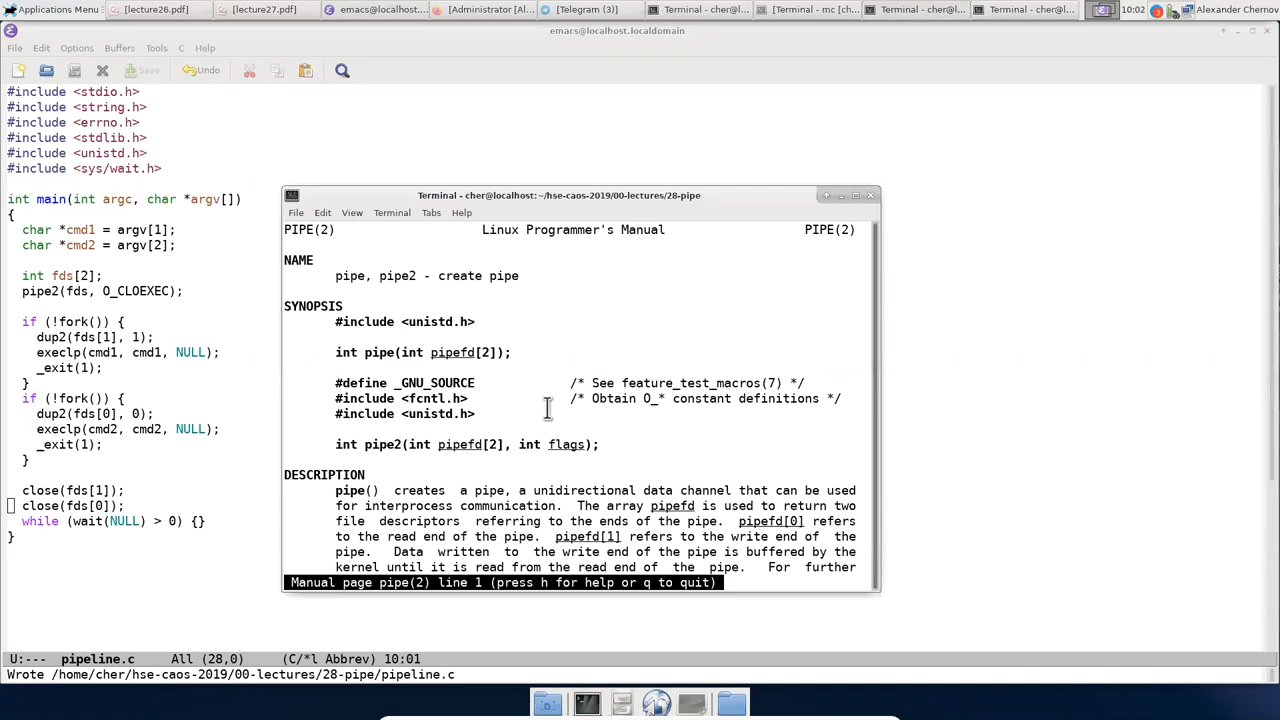 Applications Menu [lecture26.pdf] [lecture27.pdf] emacs@localhost.... [Administrator [Al... [Telegram (3)] Terminal - cher@l... [Terminal - mc [ch... Terminal - cher@l... Terminal - cher@l... 10:02 3 Alexander Chernov
emacs@localhost.localdomain
File Edit Options Buffers Tools C Help
Save Undo
#include <stdio.h>
#include <string.h>
#include <errno.h>
#include <stdlib.h>
#include <unistd.h>
#include <sys/wait.h>
int main(int argc, char *argv[])
{
char *cmd1 = argv[1];
char *cmd2 = argv[2];
int fds[2];
pipe2(fds, O_CLOEXEC);
if (!fork()) {
dup2(fds[1], 1);
execlp(cmd1, cmd1, NULL);
_exit(1);
}
if (!fork()) {
dup2(fds[0], 0);
execlp(cmd2, cmd2, NULL);
_exit(1);
}
close(fds[1]);
close(fds[0]);
while (wait(NULL) > 0) {}
}
Terminal - cher@localhost:~/hse-caos-2019/00-lectures/28-pipe
File Edit View Terminal Tabs Help
PIPE(2) Linux Programmer's Manual PIPE(2)
NAME
pipe, pipe2 - create pipe
SYNOPSIS
#include <unistd.h>
int pipe(int pipefd[2]);
#define _GNU_SOURCE /* See feature_test_macros(7) */
#include <fcntl.h> /* Obtain O_* constant definitions */
#include <unistd.h>
int pipe2(int pipefd[2], int flags);
DESCRIPTION
pipe() creates a pipe, a unidirectional data channel that can be used
for interprocess communication. The array pipefd is used to return two
file descriptors referring to the ends of the pipe. pipefd[0] refers
to the read end of the pipe. pipefd[1] refers to the write end of the
pipe. Data written to the write end of the pipe is buffered by the
kernel until it is read from the read end of the pipe. For further
Manual page pipe(2) line 1 (press h for help or q to quit)
U:--- pipeline.c All (28,0) (C/*l Abbrev) 10:01
Wrote /home/cher/hse-caos-2019/00-lectures/28-pipe/pipeline.c